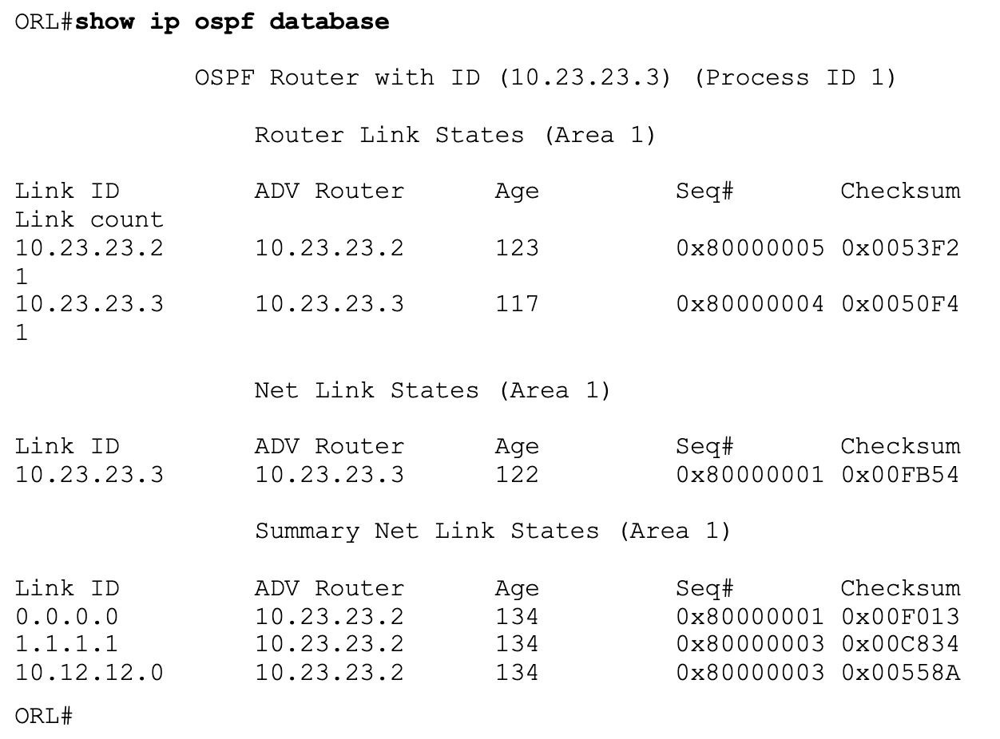 ORL#show ip ospf database
OSPF Router with ID (10.23.23.3) (Process ID 1)
Router Link States (Area 1)
Link ID ADV Router Age Seq# Checksum
Link count
10.23.23.2 10.23.23.2 123 0x80000005 0x0053F2
1
10.23.23.3 10.23.23.3 117 0x80000004 0x0050F4
1
Net Link States (Area 1)
Link ID ADV Router Age Seq# Checksum
10.23.23.3 10.23.23.3 122 0x80000001 0x00FB54
Summary Net Link States (Area 1)
Link ID ADV Router Age Seq# Checksum
0.0.0.0 10.23.23.2 134 0x80000001 0x00F013
1.1.1.1 10.23.23.2 134 0x80000003 0x00C834
10.12.12.0 10.23.23.2 134 0x80000003 0x00558A
ORL#